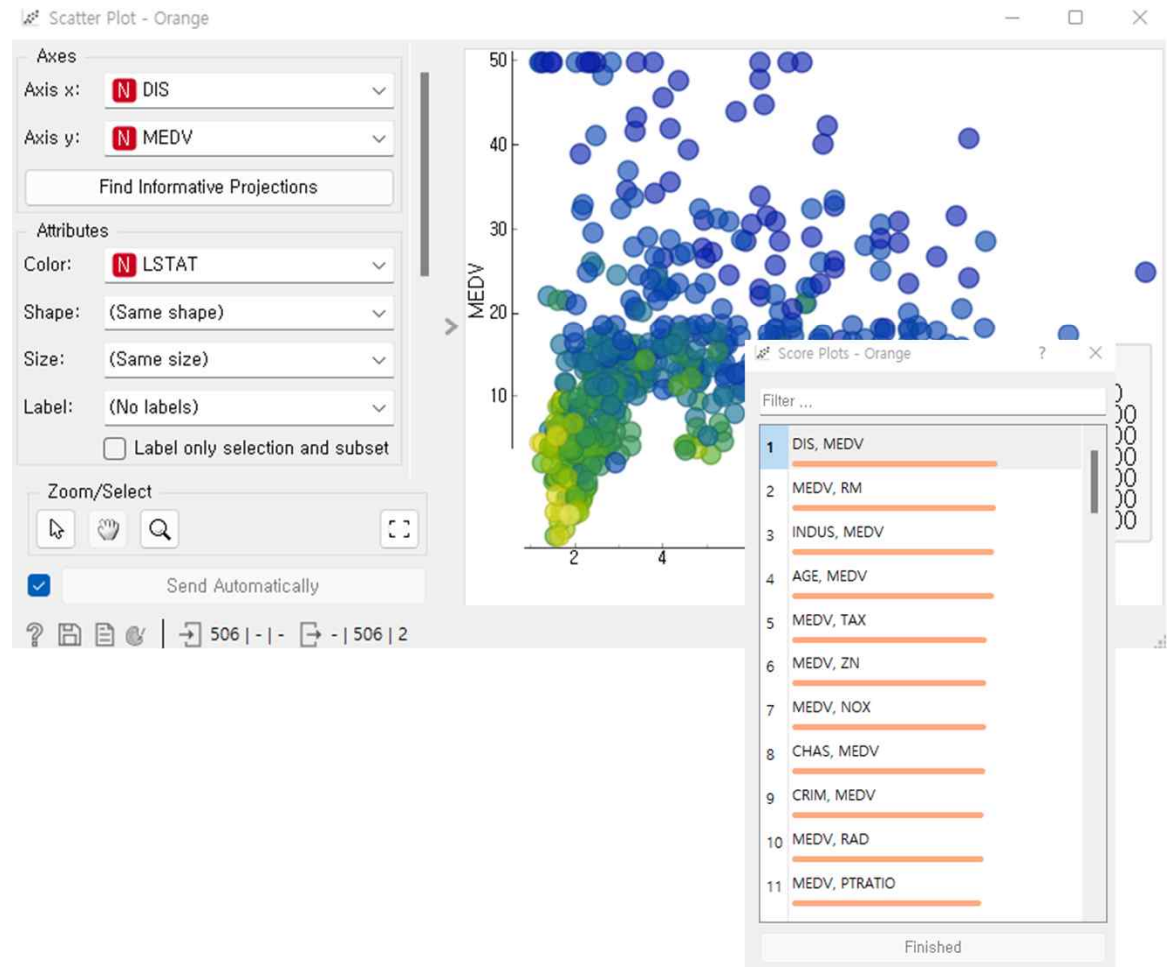 Scatter Plot - Orange
Axes
Axis x: N DIS
Axis y: N MEDV
Find Informative Projections
Attributes
Color: N LSTAT
Shape: (Same shape)
Size: (Same size)
Label: (No labels)
Label only selection and subset
Zoom/Select
Send Automatically
506 | - | - - | 506 | 2
50
40
30
20
10
MEDV
2 4
Score Plots - Orange ? ×
Filter ...
1 DIS, MEDV
2 MEDV, RM
3 INDUS, MEDV
4 AGE, MEDV
5 MEDV, TAX
6 MEDV, ZN
7 MEDV, NOX
8 CHAS, MEDV
9 CRIM, MEDV
10 MEDV, RAD
11 MEDV, PTRATIO
Finished